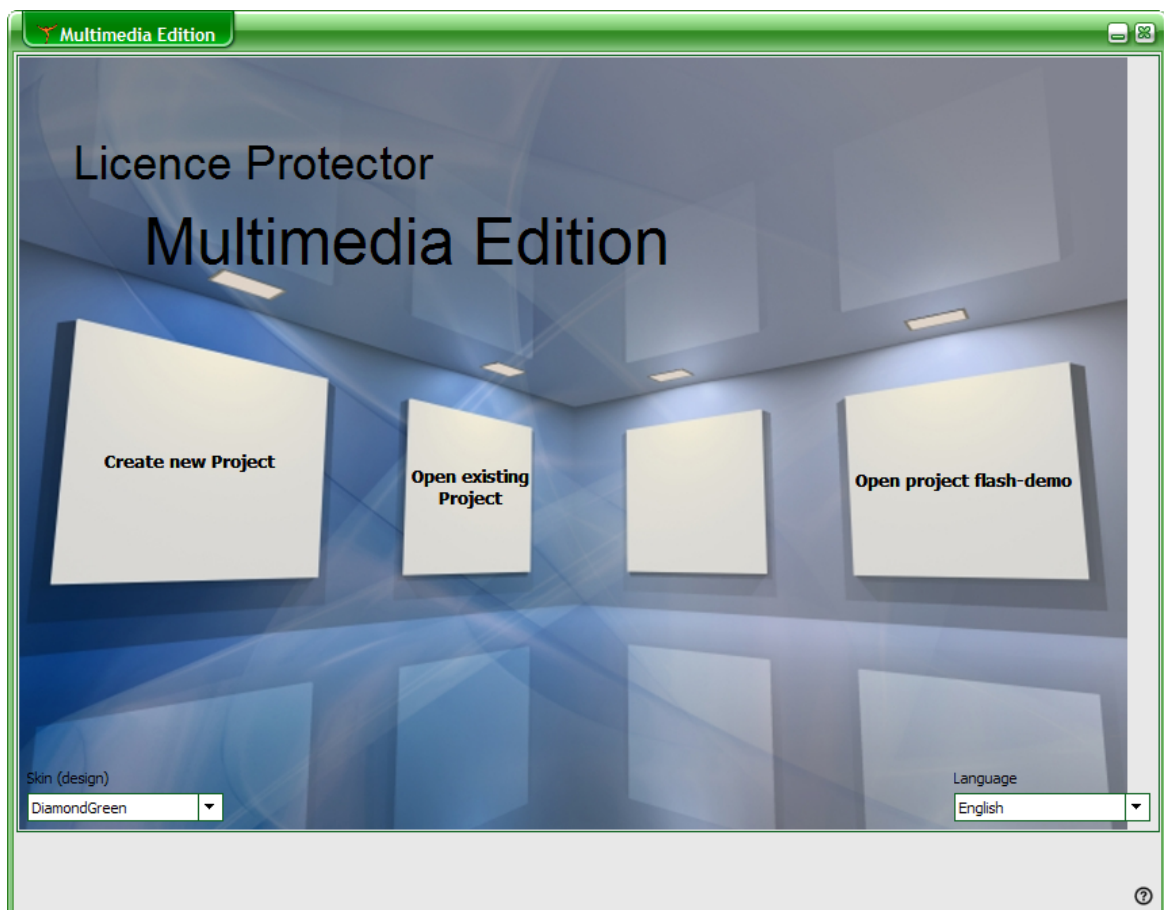 Multimedia Edition
Licence Protector
Multimedia Edition
Create new Project
Open existing
Project
Open project flash-demo
Skin (design)
DiamondGreen
Language
English